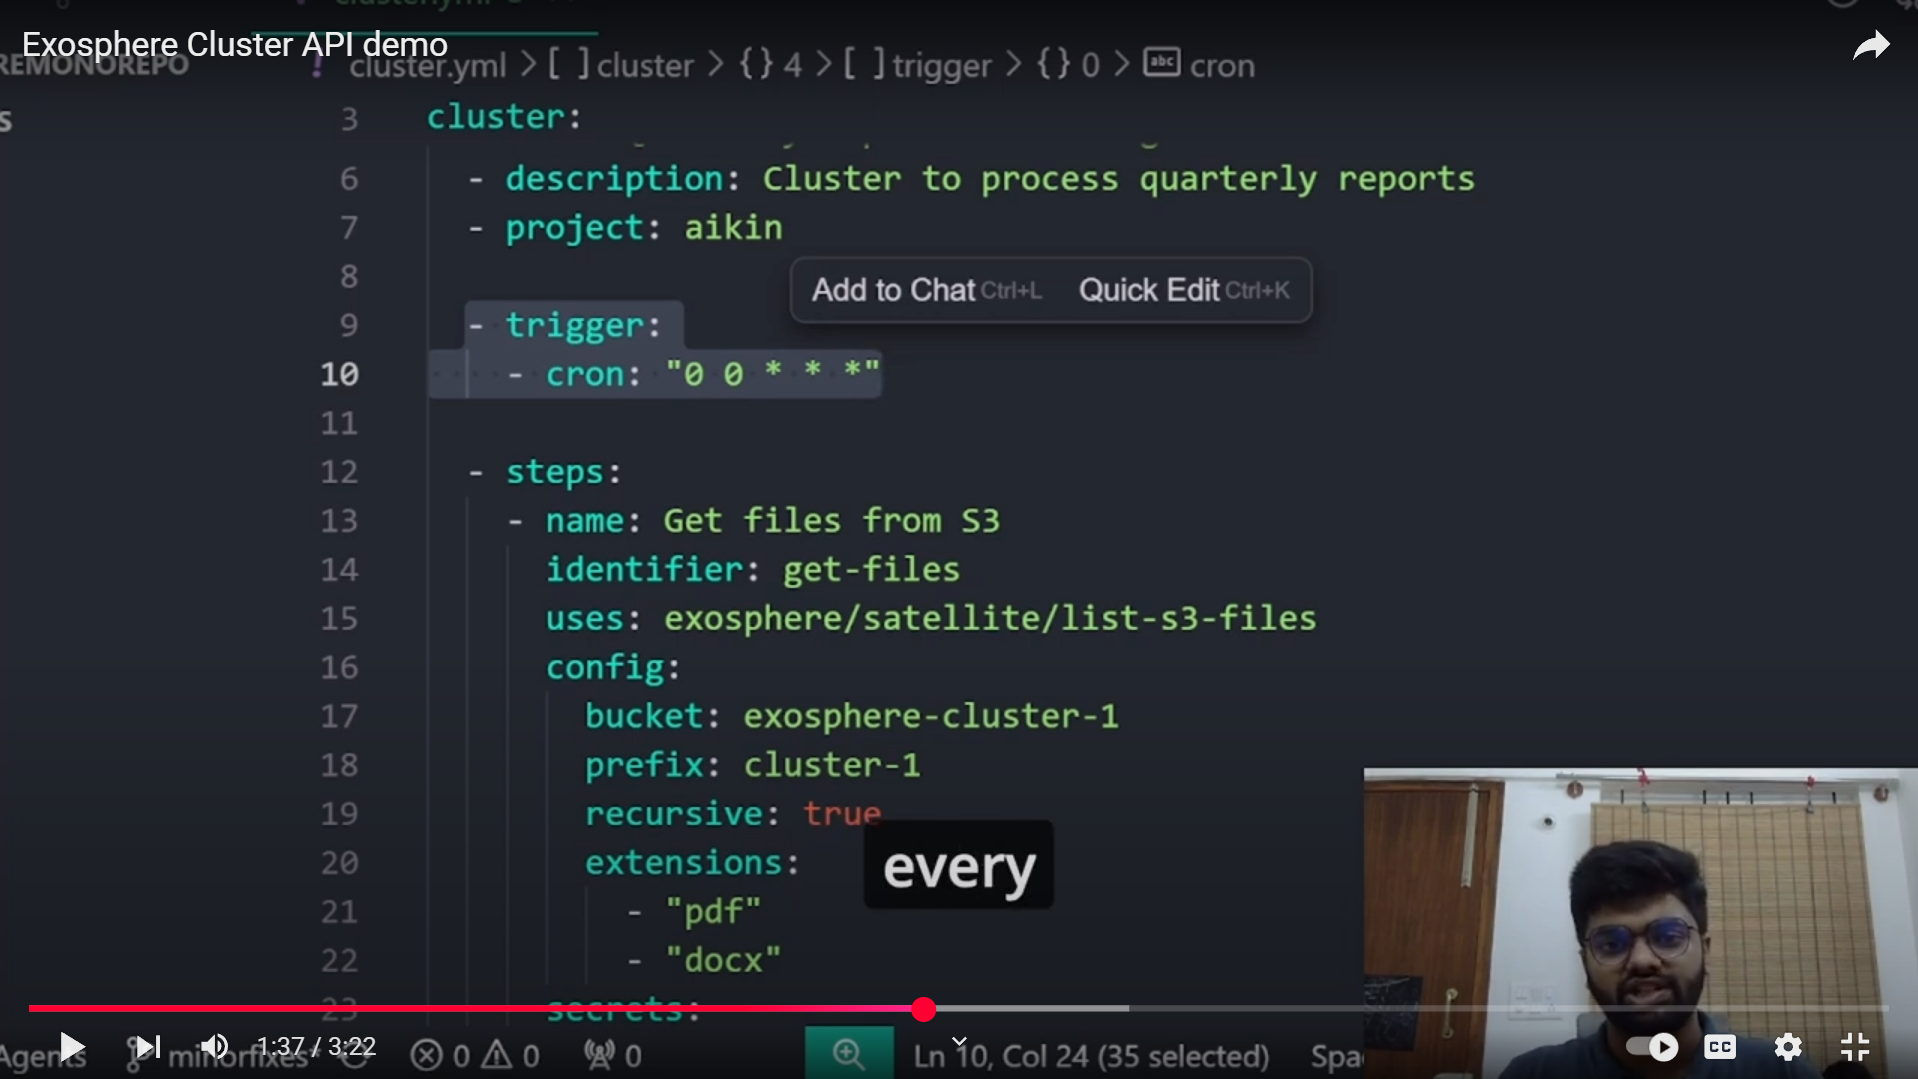 Exosphere Cluster API demo
REMONOREPO
! cluster.yml > [ ] cluster > {} 4 > [ ] trigger > {} 0 > abc cron
s
3 cluster:
6 - description: Cluster to process quarterly reports
7 - project: aikin
8
Add to Chat Ctrl+L Quick Edit Ctrl+K
9 - trigger:
10 - cron: "0 0 * * *"
11
12 - steps:
13 - name: Get files from S3
14 identifier: get-files
15 uses: exosphere/satellite/list-s3-files
16 config:
17 bucket: exosphere-cluster-1
18 prefix: cluster-1
19 recursive: true
20 extensions:
every
21 - "pdf"
22 - "docx"
23 secrets:
1:37 / 3:22
CC
Agents minorfixes* 0 0 0 Ln 10, Col 24 (35 selected) Spa